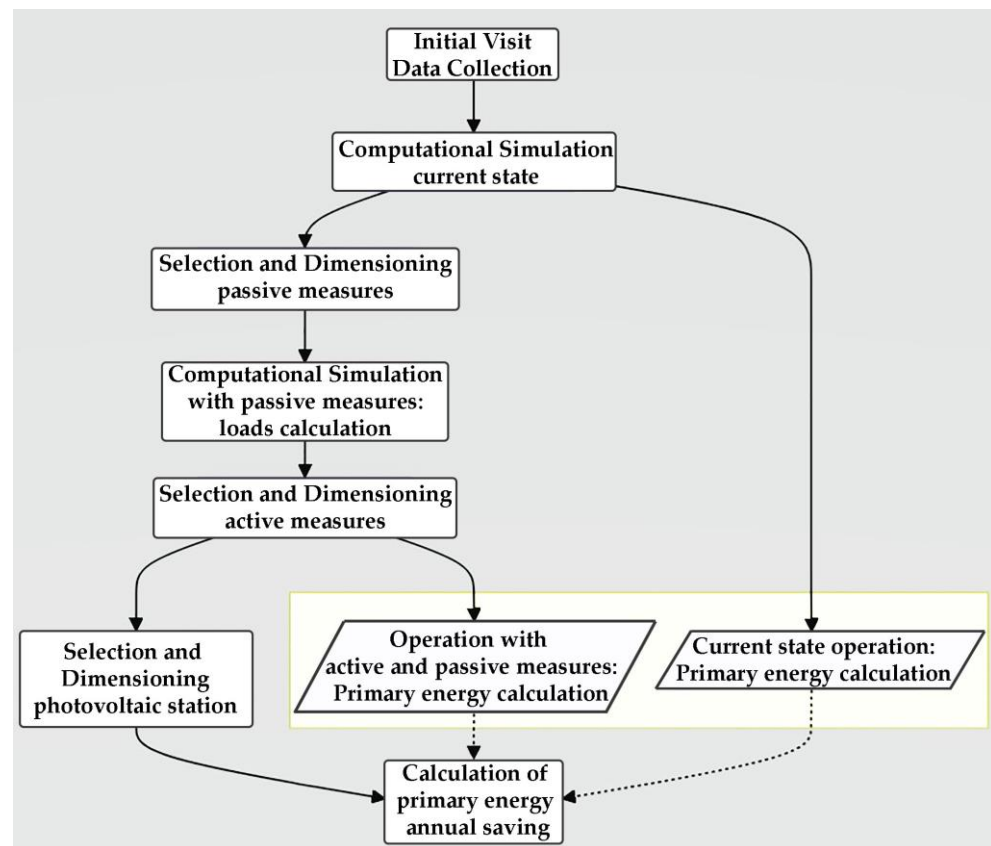 Initial Visit
Data Collection
Computational Simulation
current state
Selection and Dimensioning
passive measures
Computational Simulation
with passive measures:
loads calculation
Selection and Dimensioning
active measures
Selection and
Dimensioning
photovoltaic station
Operation with
active and passive measures:
Primary energy calculation
Current state operation:
Primary energy calculation
Calculation of
primary energy
annual saving